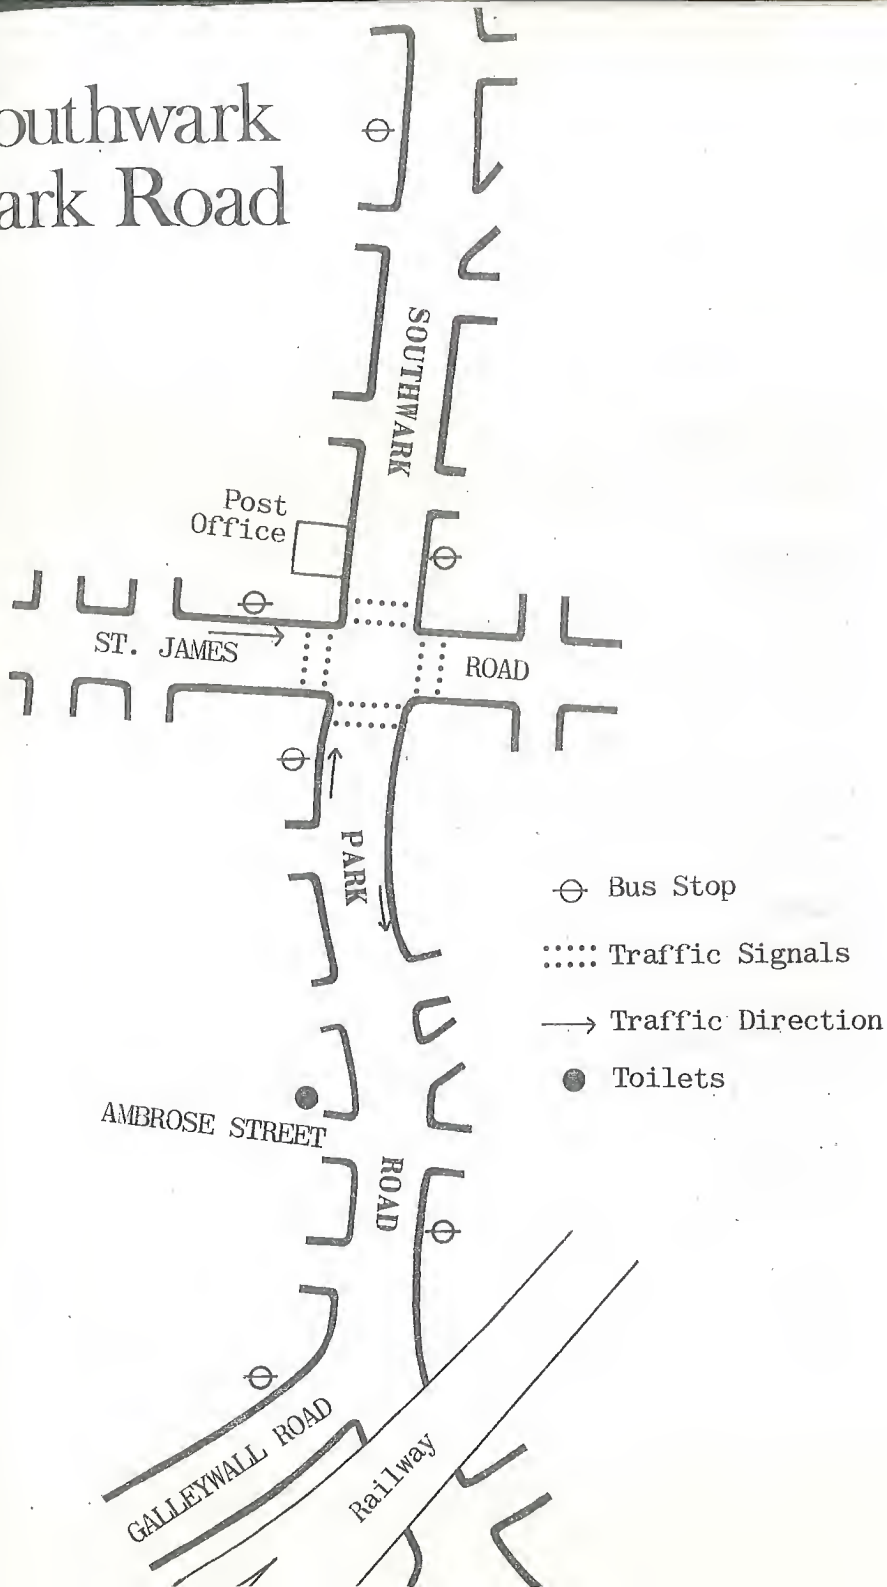 outhwark
ark Road
SOUTHWARK
Post
Office
ST. JAMES
ROAD
PARK
Bus Stop
Traffic Signals
Traffic Direction
Toilets
AMBROSE STREET
ROAD
GALLEYWALL ROAD
Railway